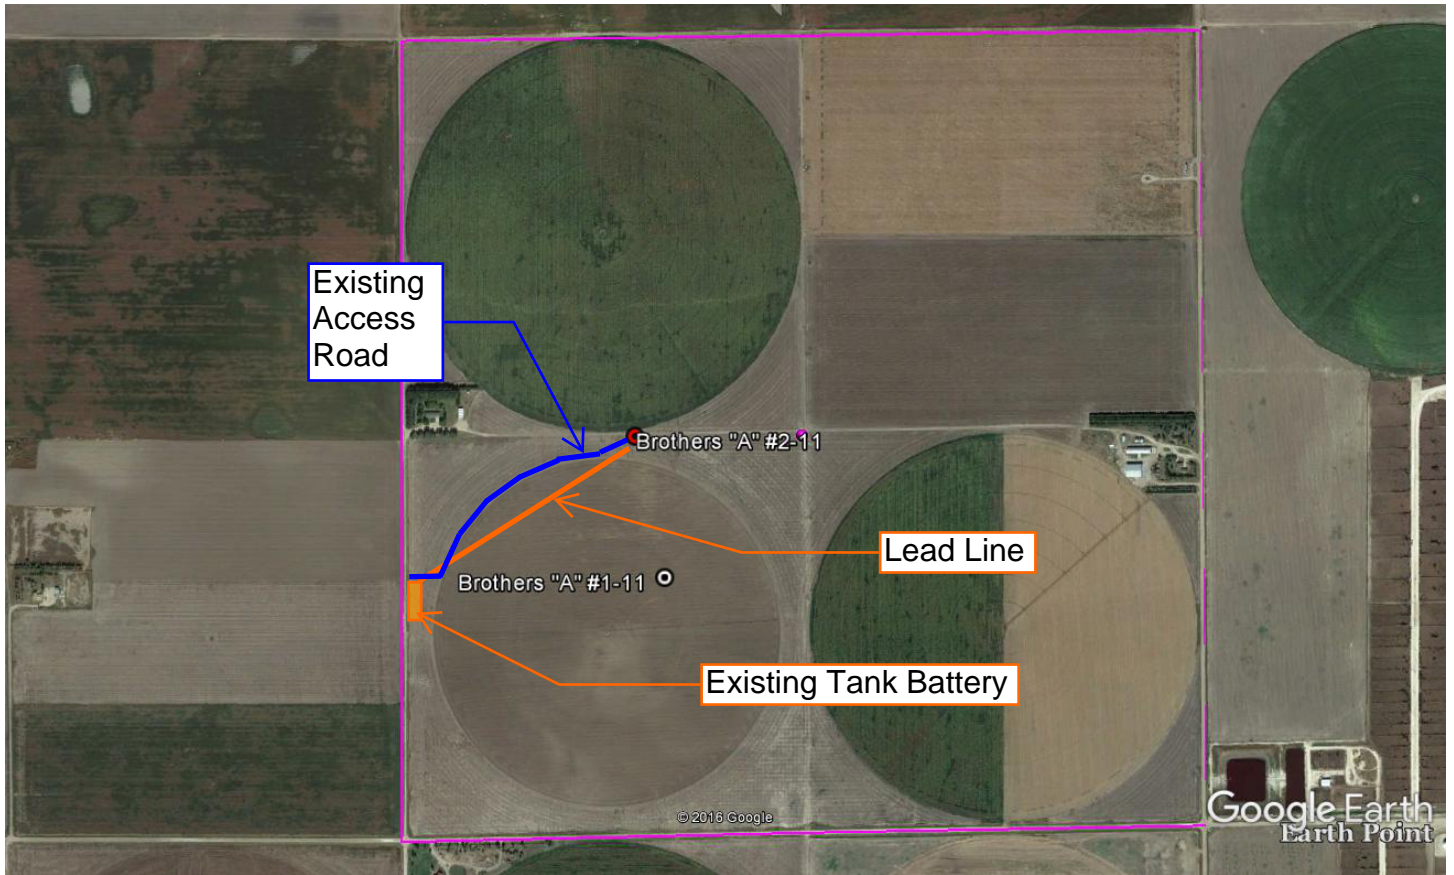 Existing
Access
Road
Brothers "A" #2-11
Lead Line
Brothers "A" #1-11
Existing Tank Battery
© 2016 Google
Google Earth
Earth Point